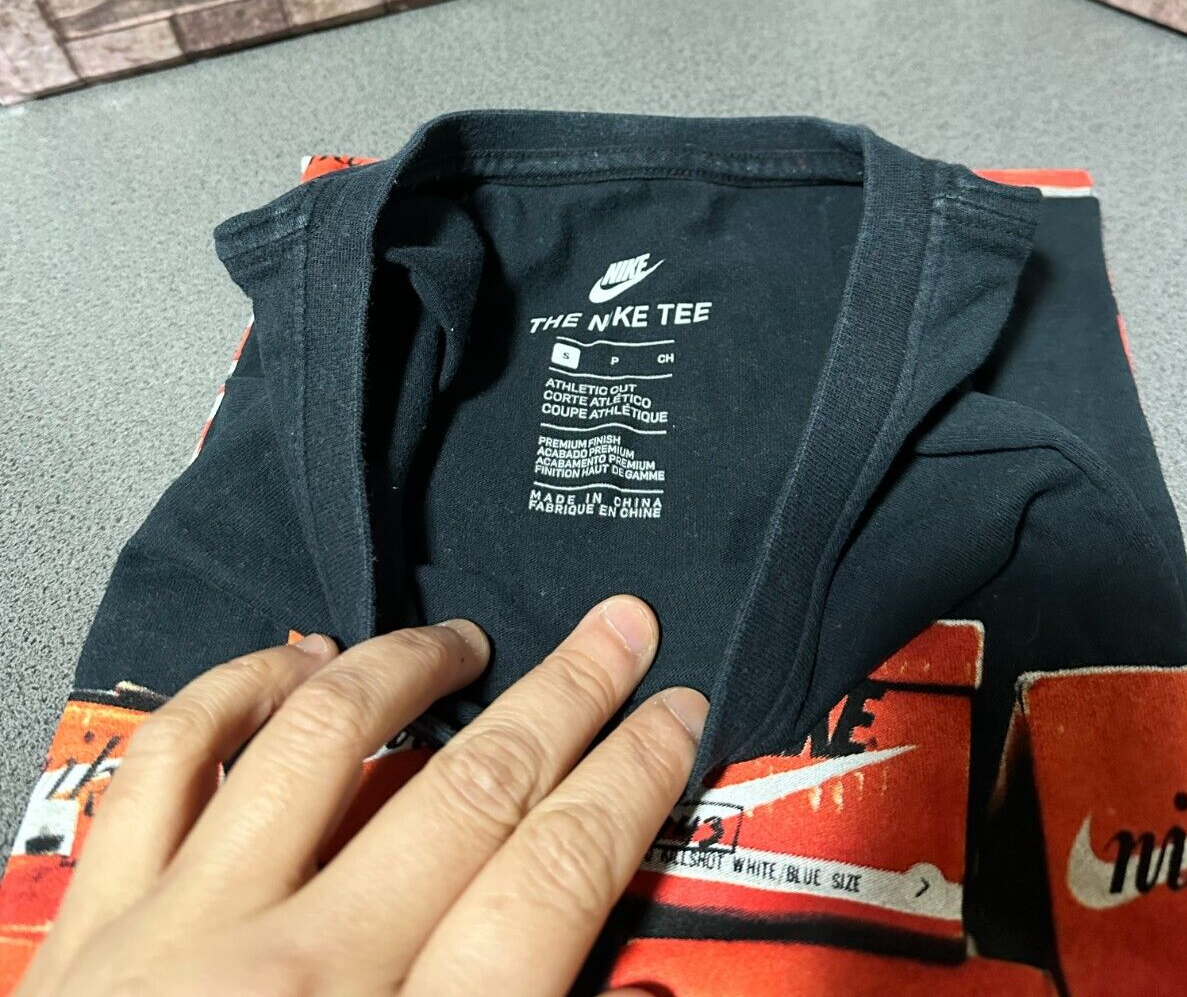 NIKE
THE NIKE TEE
S P CH
ATHLETIC CUT
CORTE ATLÉTICO
COUPE ATHLÉTIQUE
PREMIUM FINISH
ACABADO PREMIUM
ACABAMENTO PREMIUM
FINITION HAUT DE GAMME
MADE IN CHINA
FABRIQUÉ EN CHINE
KILLSHOT WHITE/BLUE SIZE >